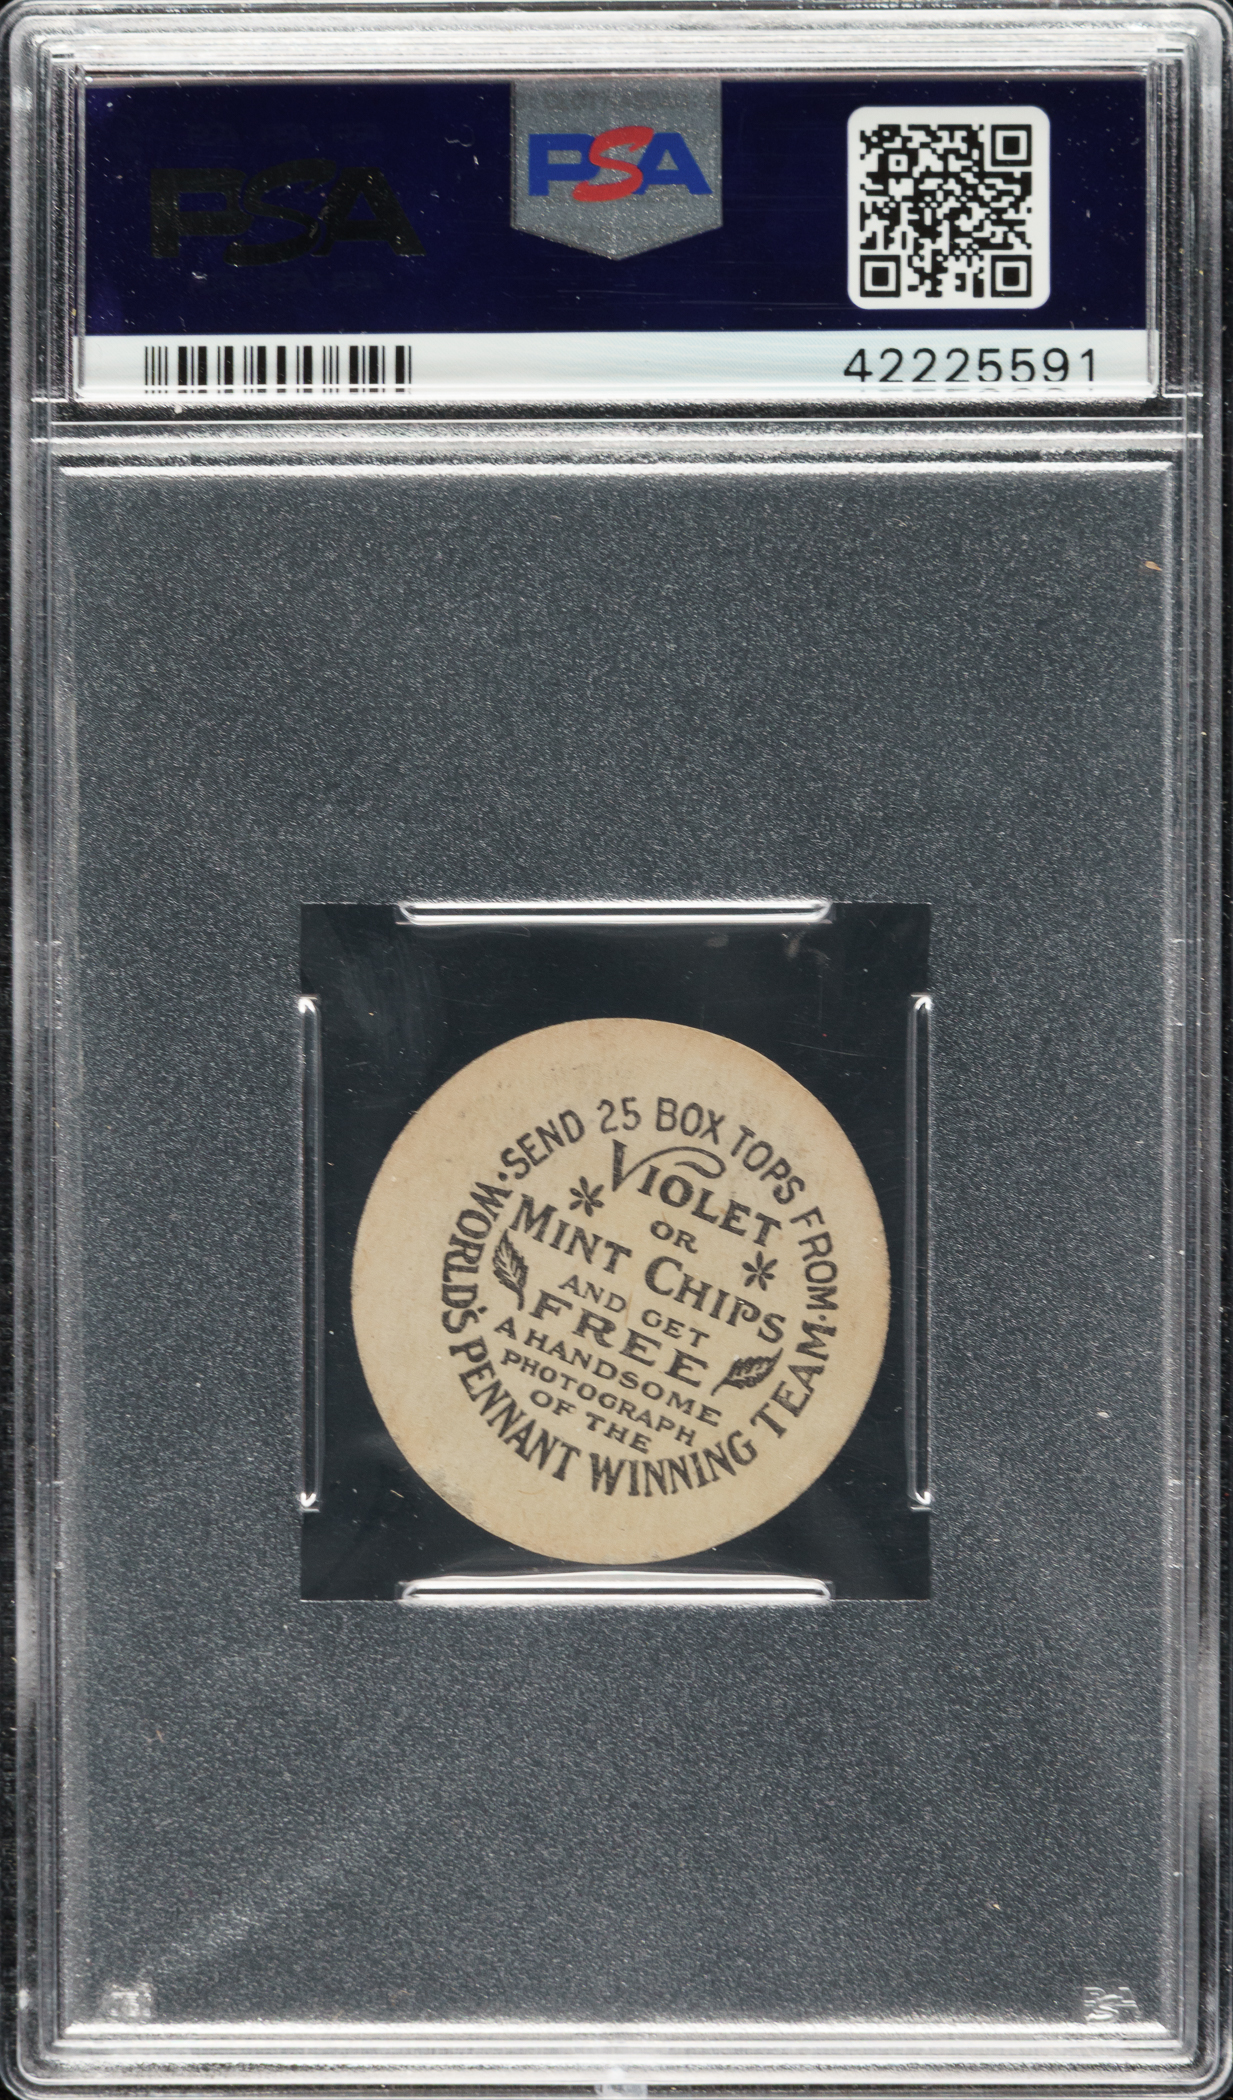 PSA
PSA
42225591
SEND 25 BOX TOPS FROM
VIOLET
OR
MINT CHIPS
AND GET
FREE
A HANDSOME
PHOTOGRAPH
OF THE
WORLD'S PENNANT WINNING TEAM
PSA